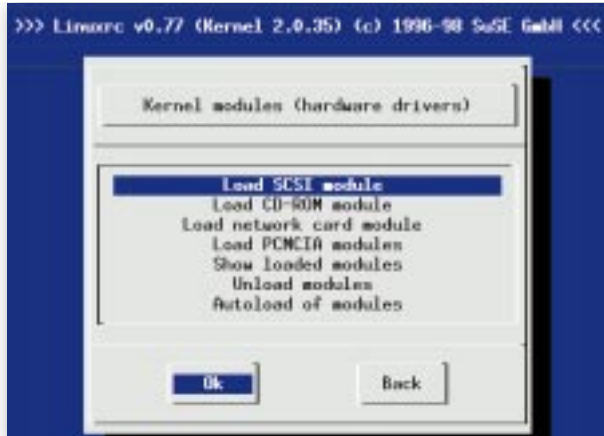 >>> Linuxrc v0.77 (Kernel 2.0.35) (c) 1996-98 SuSE GmbH <<<
Kernel modules (hardware drivers)
Load SCSI module
Load CD-ROM module
Load network card module
Load PCMCIA modules
Show loaded modules
Unload modules
Autoload of modules
Ok Back